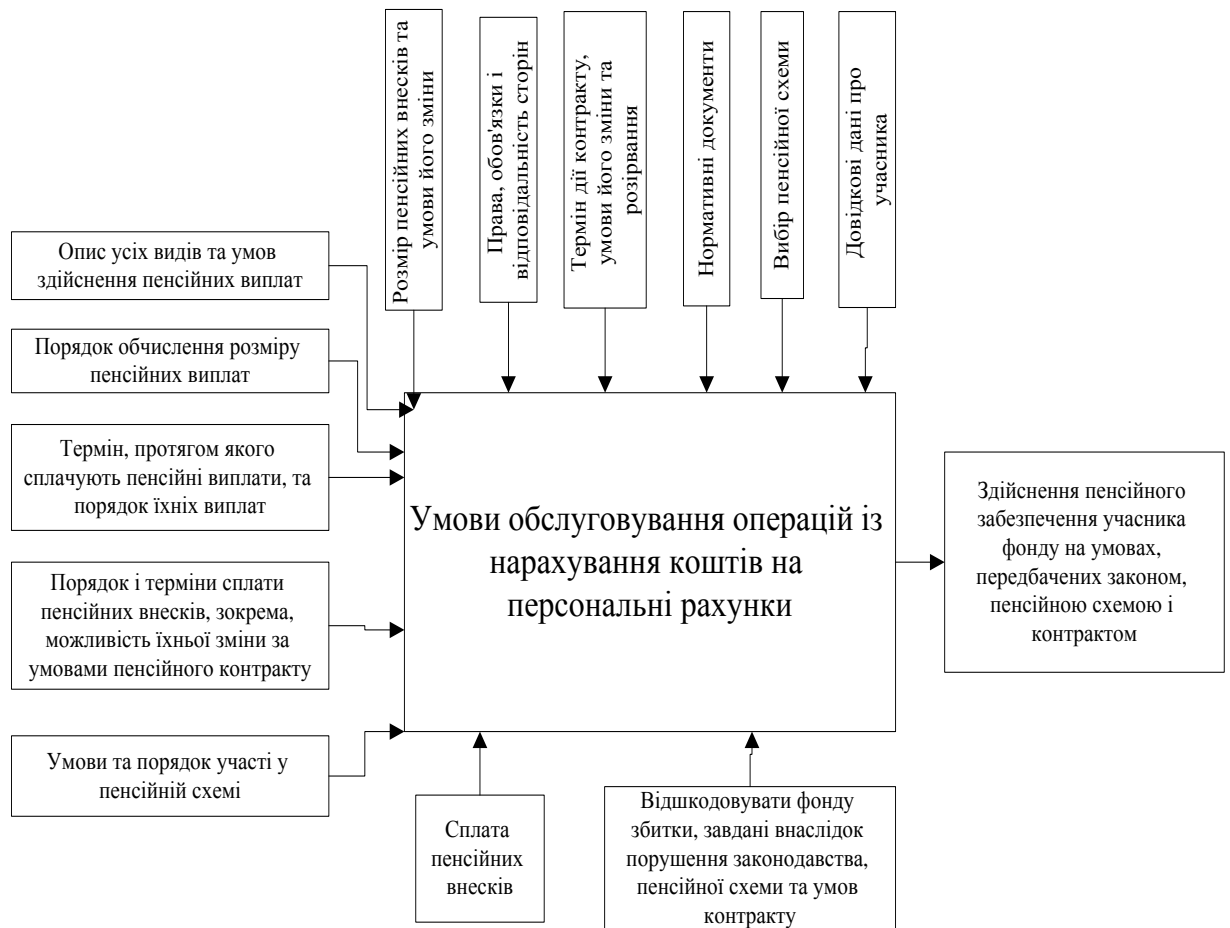 Розмір пенсійних внесків та
умови його зміни
Права, обов'язки і
відповідальність сторін
Термін дії контракту,
умови його зміни та
розірвання
Нормативні документи
Вибір пенсійної схеми
Довідкові дані про
учасника
Опис усіх видів та умов
здійснення пенсійних виплат
Порядок обчислення розміру
пенсійних виплат
Термін, протягом якого
сплачують пенсійні виплати, та
порядок їхніх виплат
Порядок і терміни сплати
пенсійних внесків, зокрема,
можливість їхньої зміни за
умовами пенсійного контракту
Умови та порядок участі у
пенсійній схемі
Умови обслуговування операцій із
нарахування коштів на
персональні рахунки
Здійснення пенсійного
забезпечення учасника
фонду на умовах,
передбачених законом,
пенсійною схемою і
контрактом
Сплата
пенсійних
внесків
Відшкодовувати фонду
збитки, завдані внаслідок
порушення законодавства,
пенсійної схеми та умов
контракту